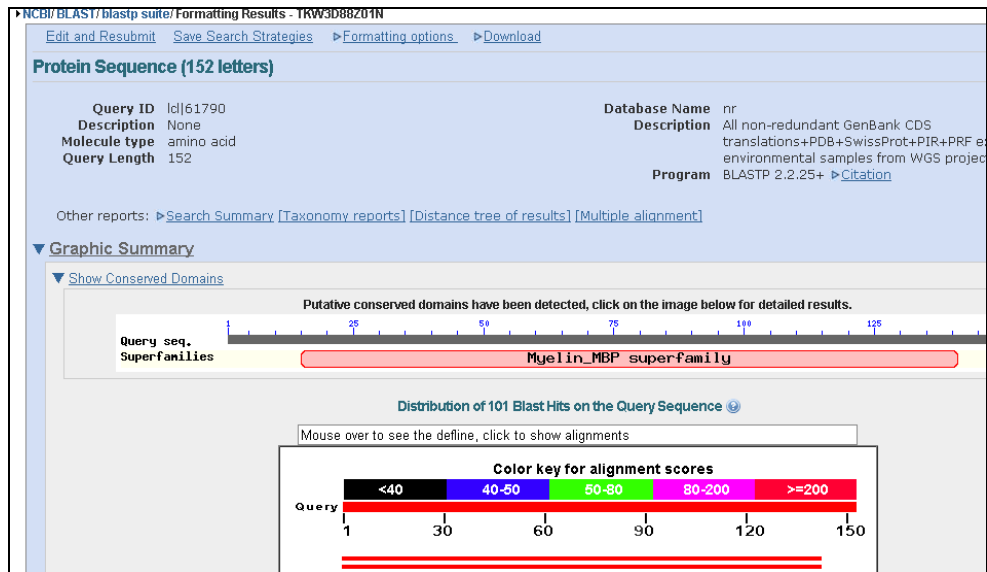 NCBI/ BLAST/ blastp suite/ Formatting Results - TKW3D88Z01N
Edit and Resubmit Save Search Strategies Formatting options Download
Protein Sequence (152 letters)
Query ID lcl|61790
Description None
Molecule type amino acid
Query Length 152
Database Name nr
Description All non-redundant GenBank CDS
translations+PDB+SwissProt+PIR+PRF
environmental samples from WGS
Program BLASTP 2.2.25+ Citation
Other reports: Search Summary [Taxonomy reports] [Distance tree of results] [Multiple alignment]
Graphic Summary
Show Conserved Domains
Putative conserved domains have been detected, click on the image below for detailed results.
1 25 50 75 100 125
Query seq.
Superfamilies Myelin_MBP superfamily
Distribution of 101 Blast Hits on the Query Sequence
Mouse over to see the defline, click to show alignments
Color key for alignment scores
<40 40-50 50-80 80-200 >=200
Query
1 30 60 90 120 150